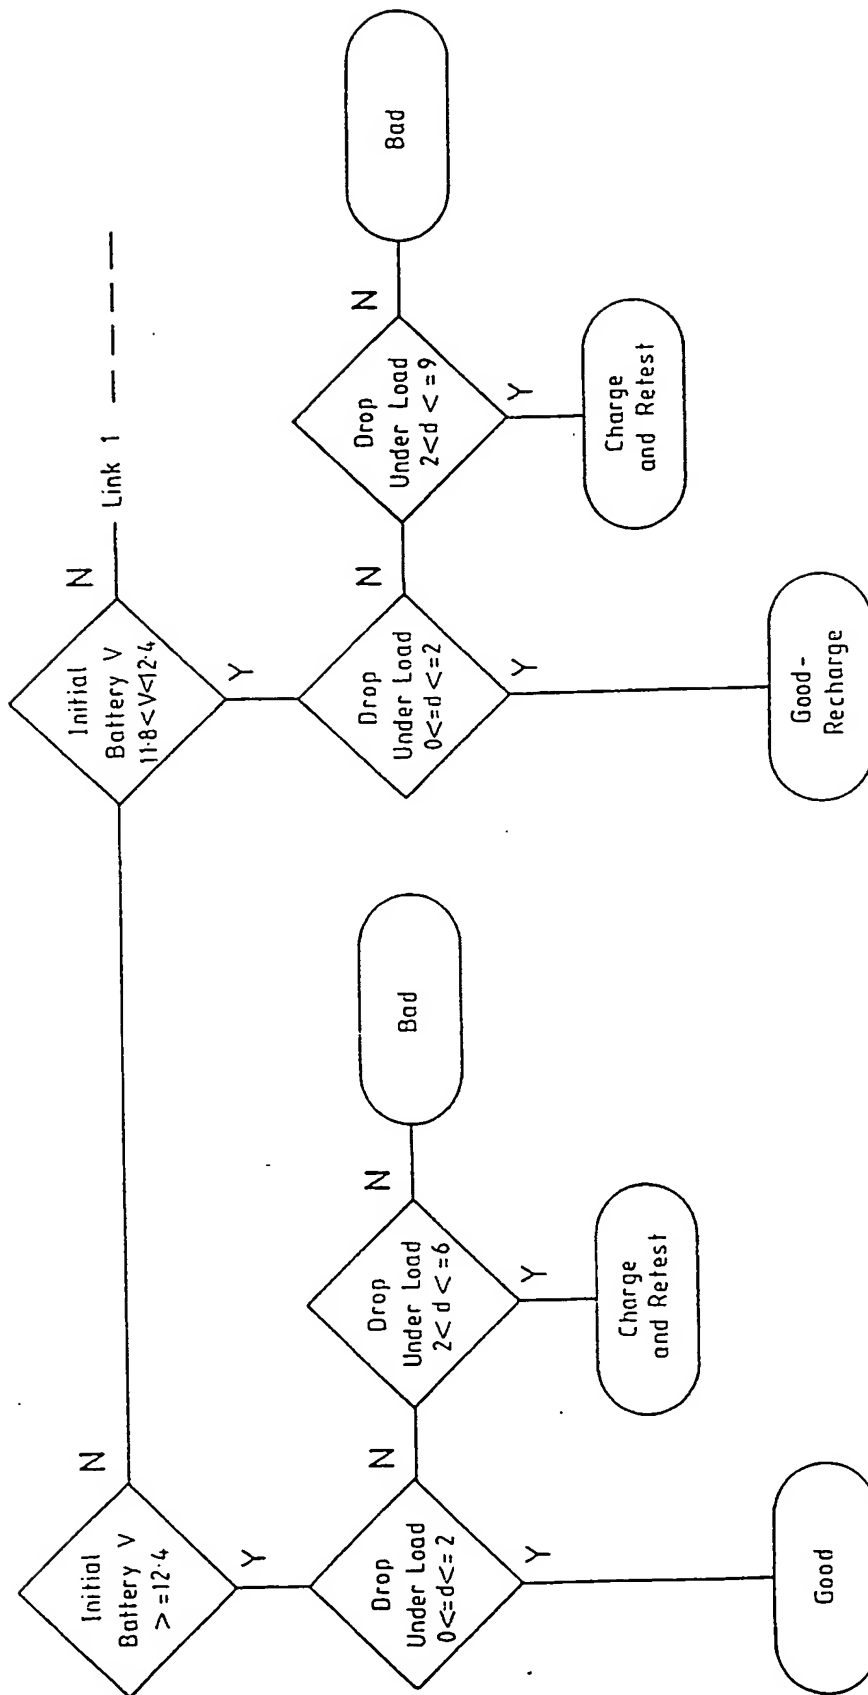 Initial
Battery V
> =12·4
N
Y
Drop
Under Load
0<=d<=2
N
Y
Good
Drop
Under Load
2< d < =6
N
Y
Charge
and Retest
Bad
Initial
Battery V
11·8<V<12·4
N
Link 1
Y
Drop
Under Load
0<=d <=2
N
Y
Good-
Recharge
Drop
Under Load
2<d < =9
N
Y
Charge
and Retest
Bad